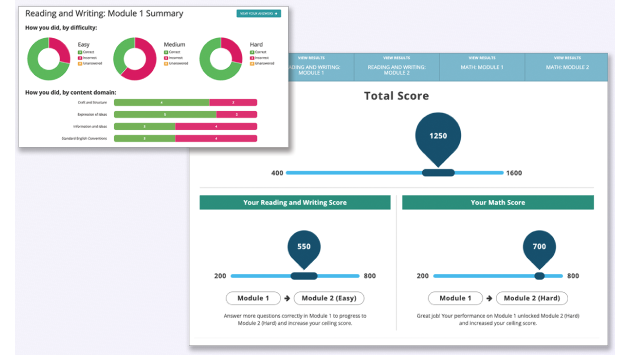 Reading and Writing: Module 1 Summary
VIEW YOUR ANSWERS
How you did, by difficulty:
Easy
Correct
Incorrect
Unanswered
Medium
Correct
Incorrect
Unanswered
Hard
Correct
Incorrect
Unanswered
How you did, by content domain:
Craft and Structure
Expression of Ideas
Information and Ideas
Standard English Conventions
VIEW RESULTS
READING AND WRITING:
MODULE 2
VIEW RESULTS
MATH: MODULE 1
VIEW RESULTS
MATH: MODULE 2
VIEW RESULTS
ADING AND WRITING:
MODULE 1
Total Score
1250
400
1600
Your Reading and Writing Score
550
200
800
Module 1 → Module 2 (Easy)
Answer more questions correctly in Module 1 to progress to
Module 2 (Hard) and increase your ceiling score.
Your Math Score
700
200
800
Module 1 → Module 2 (Hard)
Great job! Your performance on Module 1 unlocked Module 2 (Hard)
and increased your ceiling score.